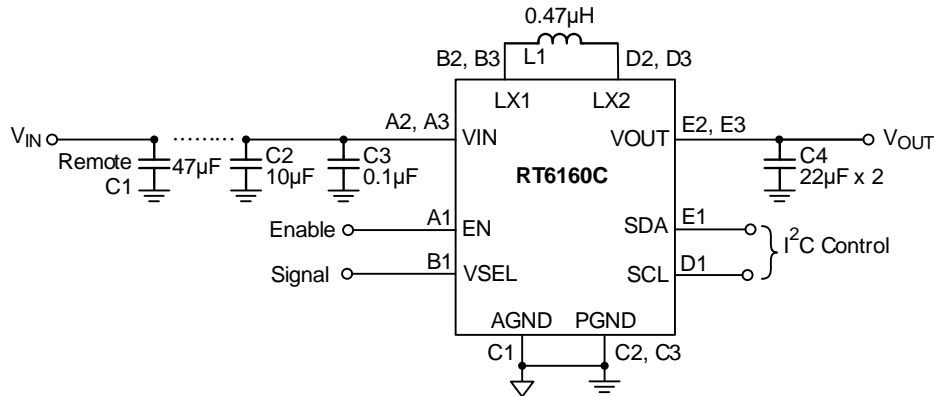 0.47µH
B2, B3
L1
D2, D3
LX1
LX2
VIN
A2, A3
VIN
VOUT
E2, E3
VOUT
Remote
C1
47µF
C2
10µF
C3
0.1µF
RT6160C
C4
22µF x 2
Enable
A1
EN
SDA
E1
I²C Control
Signal
B1
VSEL
SCL
D1
AGND
PGND
C1
C2, C3